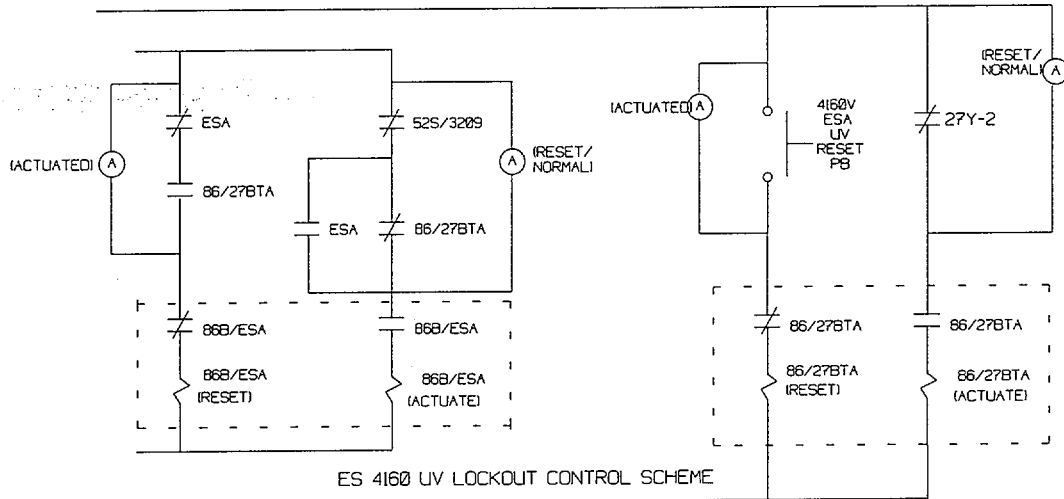 (ACTUATED)
A
ESA
86/27BTA
86B/ESA
86B/ESA
(RESET)
52S/3209
ESA
86/27BTA
A
(RESET/
NORMAL)
86B/ESA
86B/ESA
(ACTUATE)
(ACTUATED)
A
4160V
ESA
UV
RESET
PB
86/27BTA
86/27BTA
(RESET)
27Y-2
(RESET/
NORMAL)
A
86/27BTA
86/27BTA
(ACTUATE)
ES 4160 UV LOCKOUT CONTROL SCHEME